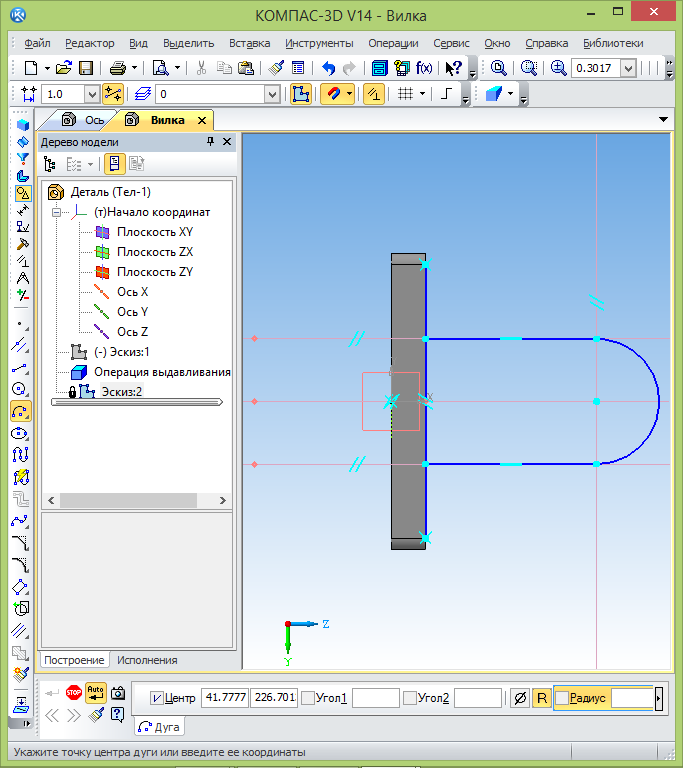 КОМПАС-3D V14 - Вилка
Файл Редактор Вид Выделить Вставка Инструменты Операции Сервис Окно Справка Библиотеки
f(x) ? 0.3017
1.0 0
Ось Вилка
Дерево модели
Деталь (Тел-1)
(т)Начало координат
Плоскость XY
Плоскость ZX
Плоскость ZY
Ось X
Ось Y
Ось Z
(-) Эскиз:1
Операция выдавливания
Эскиз:2
Z
Y
Построение Исполнения
STOP Auto Центр 41.7777 226.701 Угол1 Угол2 R Радиус
Дуга
Укажите точку центра дуги или введите ее координаты